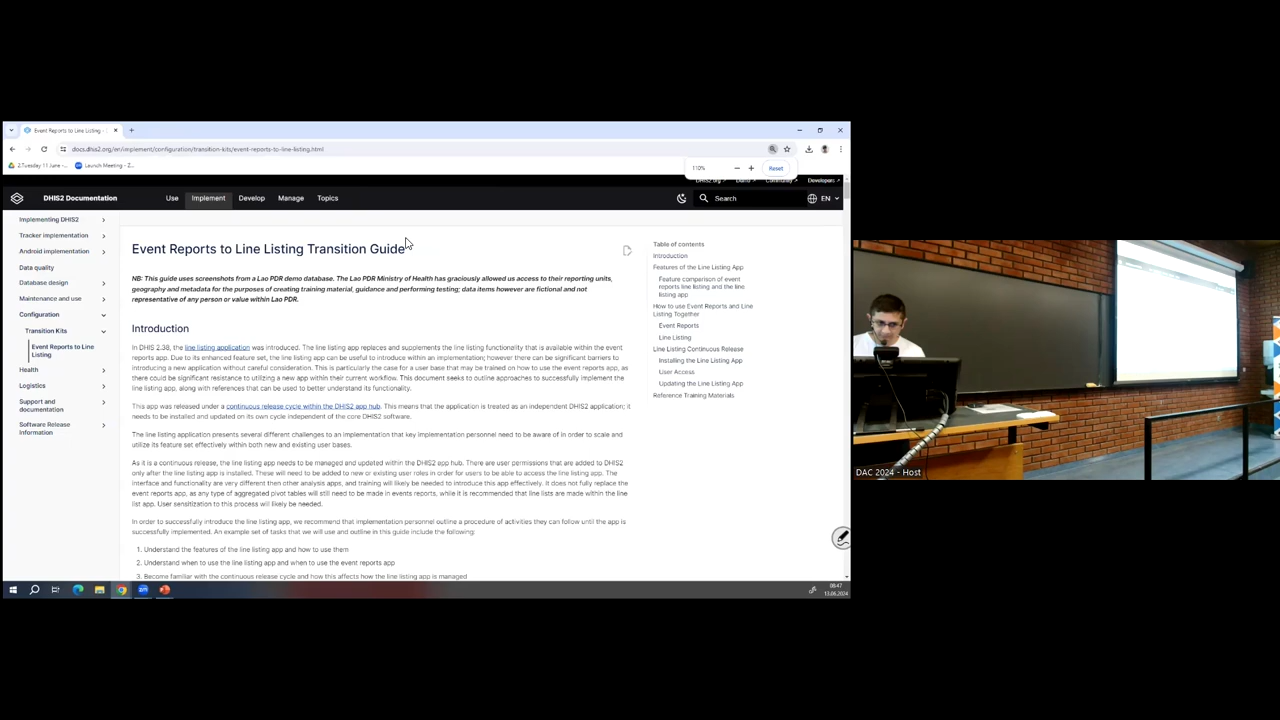 Event Reports to Line Listing -
docs.dhis2.org/en/implement/configuration/transition-kits/event-reports-to-line-listing.html
2.Tuesday 11 June -...
Launch Meeting - Z...
110%
Reset
Developers
DHIS2 Documentation
Use
Implement
Develop
Manage
Topics
Search
EN
Implementing DHIS2
Tracker implementation
Android implementation
Data quality
Database design
Maintenance and use
Configuration
Transition Kits
Event Reports to Line
Listing
Health
Logistics
Support and
documentation
Software Release
Information
Event Reports to Line Listing Transition Guide
NB: This guide uses screenshots from a Lao PDR demo database. The Lao PDR Ministry of Health has graciously allowed us access to their reporting units,
geography and metadata for the purposes of creating training material, guidance and performing testing; data items however are fictional and not
representative of any person or value within Lao PDR.
Introduction
In DHIS 2.38, the line listing application was introduced. The line listing app replaces and supplements the line listing functionality that is available within the event
reports app. Due to its enhanced feature set, the line listing app can be useful to introduce within an implementation; however there can be significant barriers to
introducing a new application without careful consideration. This is particularly the case for a user base that may be trained on how to use the event reports app, as
there could be significant resistance to utilizing a new app within their current workflow. This document seeks to outline approaches to successfully implement the
line listing app, along with references that can be used to better understand its functionality.
This app was released under a continuous release cycle within the DHIS2 app hub. This means that the application is treated as an independent DHIS2 application; it
needs to be installed and updated on its own cycle independent of the core DHIS2 software.
The line listing application presents several different challenges to an implementation that key implementation personnel need to be aware of in order to scale and
utilize its feature set effectively within both new and existing user bases.
As it is a continuous release, the line listing app needs to be managed and updated within the DHIS2 app hub. There are user permissions that are added to DHIS2
only after the line listing app is installed. These will need to be added to new or existing user roles in order for users to be able to access the line listing app. The
interface and functionality are very different then other analysis apps, and training will likely be needed to introduce this app effectively. It does not fully replace the
event reports app, as any type of aggregated pivot tables will still need to be made in events reports, while it is recommended that line lists are made within the line
list app. User sensitization to this process will likely be needed.
In order to successfully introduce the line listing app, we recommend that implementation personnel outline a procedure of activities they can follow until the app is
successfully implemented. An example set of tasks that we will use and outline in this guide include the following:
1. Understand the features of the line listing app and how to use them
2. Understand when to use the line listing app and when to use the event reports app
3. Become familiar with the continuous release cycle and how this affects how the line listing app is managed
Table of contents
Introduction
Features of the Line Listing App
Feature comparison of event
reports line listing and the line
listing app
How to use Event Reports and Line
Listing Together
Event Reports
Line Listing
Line Listing Continuous Release
Installing the Line Listing App
User Access
Updating the Line Listing App
Reference Training Materials
08:47
13.06.2024
DAC 2024 - Host